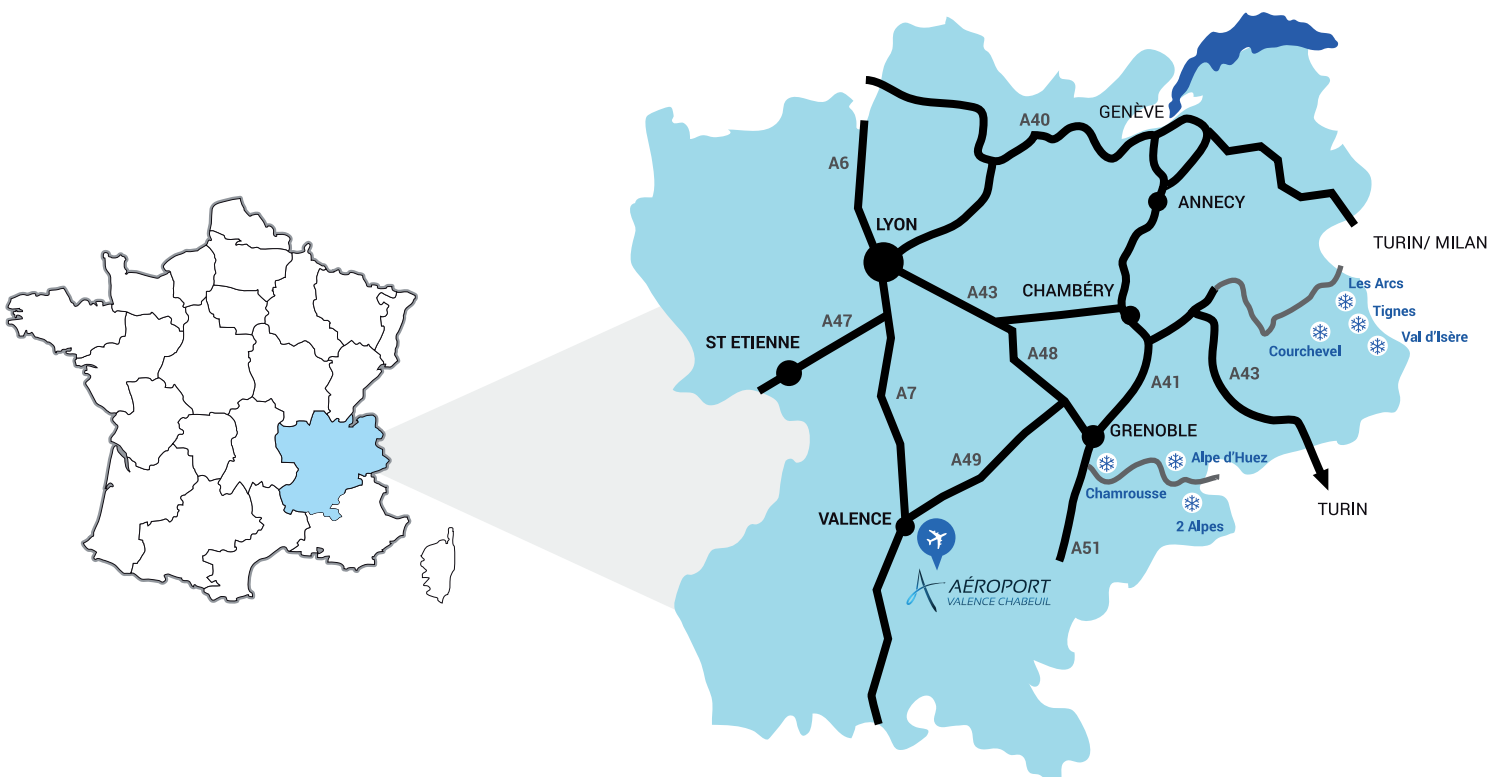 GENÈVE
A40
A6
ANNECY
LYON
TURIN/ MILAN
Les Arcs
CHAMBÉRY
A43
Tignes
A47
Val d'Isère
ST ETIENNE
Courchevel
A48
A43
A41
A7
GRENOBLE
Alpe d'Huez
A49
Chamrousse
TURIN
VALENCE
2 Alpes
A51
AÉROPORT
VALENCE CHABEUIL